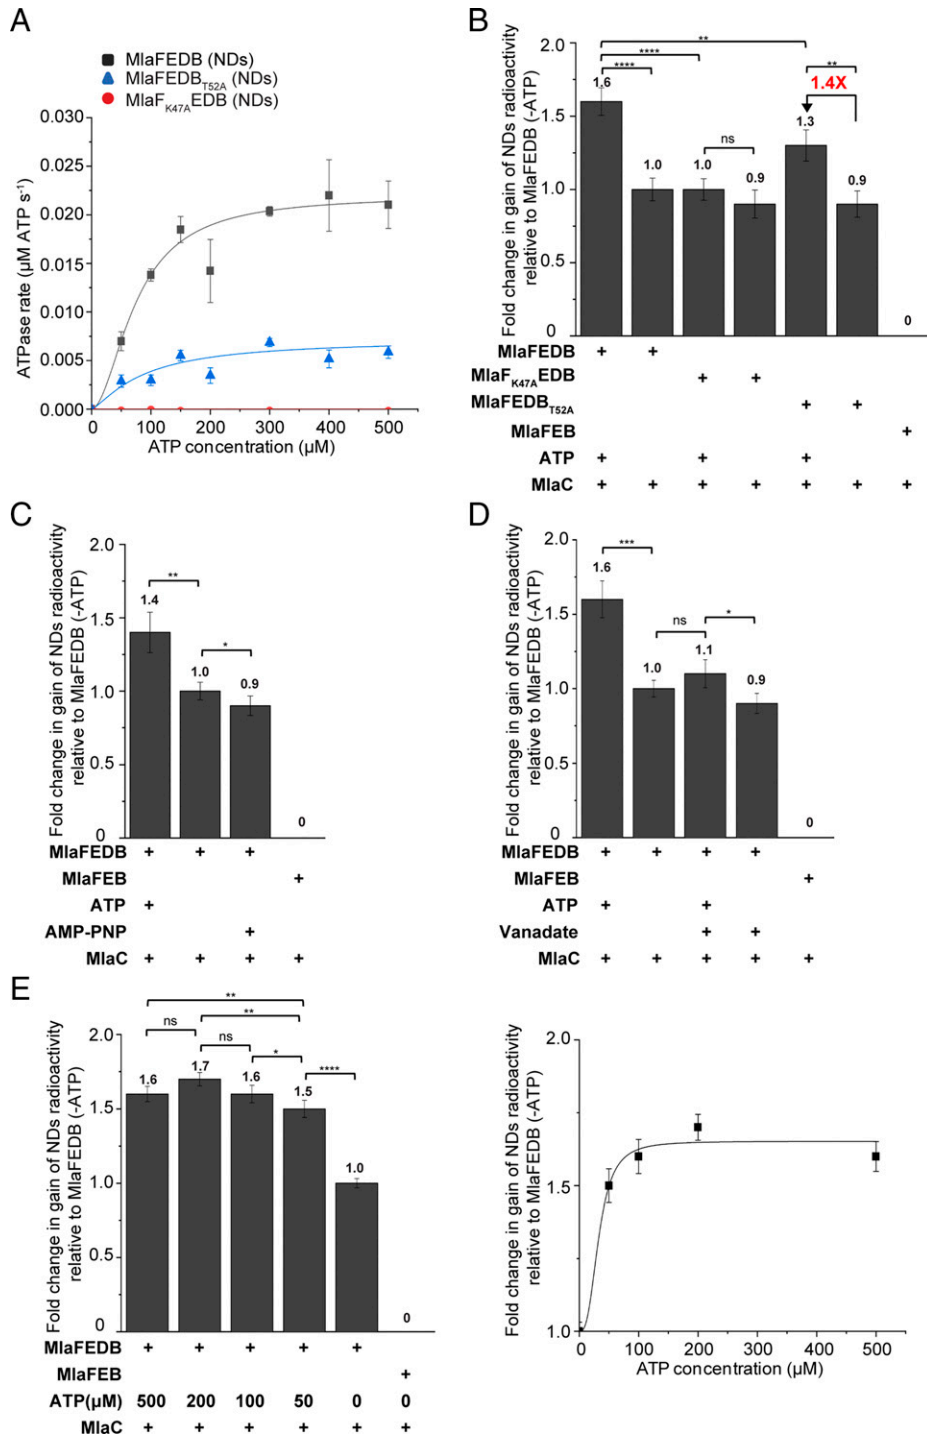 A
MlaFEDB (NDs)
MlaFEDB_T52A (NDs)
MlaF_K47A EDB (NDs)
0.030
0.025
0.020
0.015
0.010
0.005
0.000
ATPase rate (µM ATP s⁻¹)
0 100 200 300 400 500
ATP concentration (µM)
B
Fold change in gain of NDs radioactivity
relative to MlaFEDB (-ATP)
2.0
1.5
1.0
0.5
0
**
****
****
**
1.4X
ns
1.6
1.0
1.0
0.9
1.3
0.9
0
MlaFEDB + +
MlaF_K47A EDB + +
MlaFEDB_T52A + +
MlaFEB +
ATP + + +
MlaC + + + + + + +
C
Fold change in gain of NDs radioactivity
relative to MlaFEDB (-ATP)
2.0
1.5
1.0
0.5
0
**
*
1.4
1.0
0.9
0
MlaFEDB + + +
MlaFEB +
ATP +
AMP-PNP +
MlaC + + + +
D
Fold change in gain of NDs radioactivity
relative to MlaFEDB (-ATP)
2.0
1.5
1.0
0.5
0
***
ns
*
1.6
1.0
1.1
0.9
0
MlaFEDB + + + +
MlaFEB +
ATP + +
Vanadate + +
MlaC + + + + +
E
Fold change in gain of NDs radioactivity
relative to MlaFEDB (-ATP)
2.0
1.5
1.0
0.5
0
**
**
ns
ns
*
****
1.6
1.7
1.6
1.5
1.0
0
MlaFEDB + + + + +
MlaFEB +
ATP(µM) 500 200 100 50 0 0
MlaC + + + + + +
Fold change in gain of NDs radioactivity
relative to MlaFEDB (-ATP)
2.0
1.5
1.0
0 100 200 300 400 500
ATP concentration (µM)